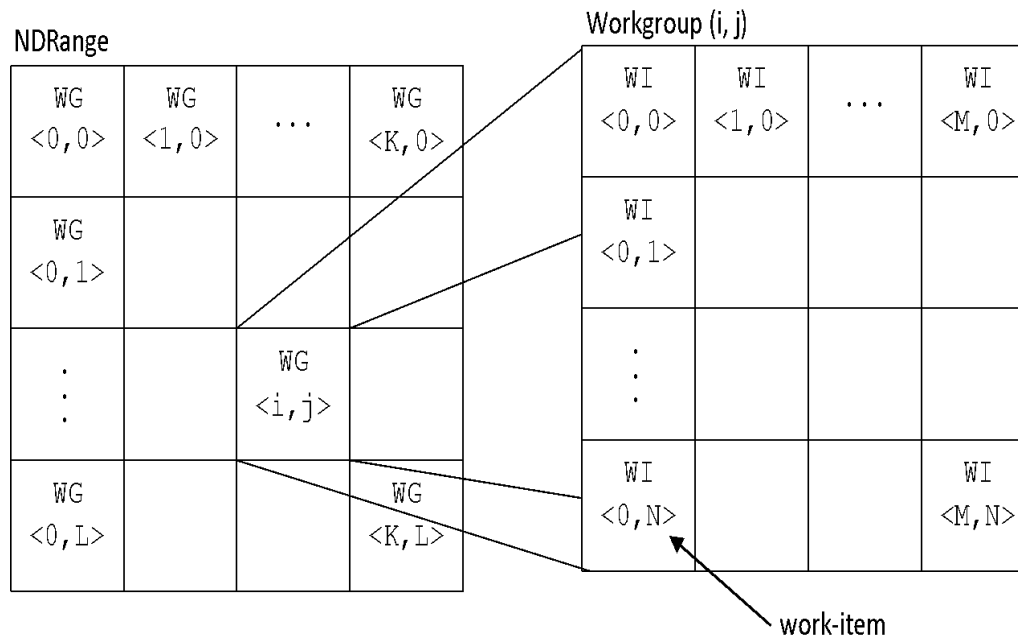 NDRange
WG WG WG
<0,0> <1,0> ... <K,0>
WG
<0,1>
WG
<i,j>
WG WG
<0,L> <K,L>
Workgroup (i, j)
WI WI WI
<0,0> <1,0> ... <M,0>
WI
<0,1>
WI WI
<0,N> <M,N>
work-item